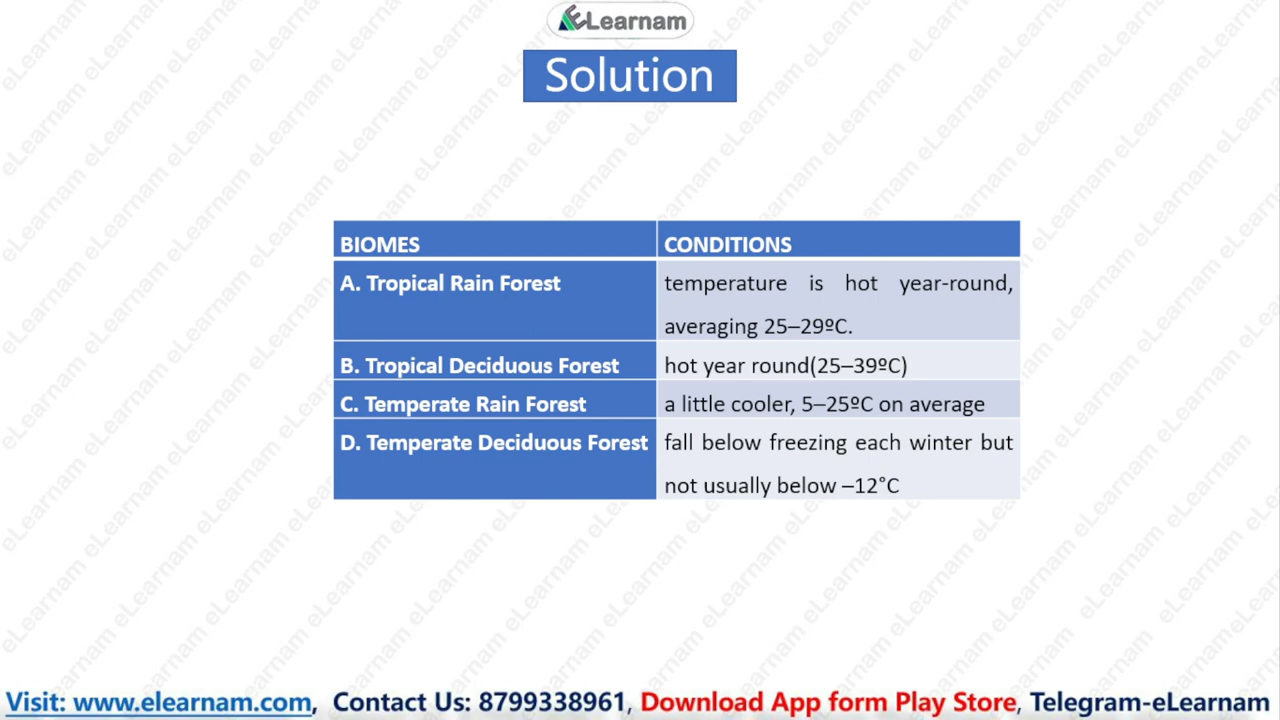 eLearnam
Solution
BIOMES CONDITIONS
A. Tropical Rain Forest temperature is hot year-round,
averaging 25–29ºC.
B. Tropical Deciduous Forest hot year round(25–39ºC)
C. Temperate Rain Forest a little cooler, 5–25ºC on average
D. Temperate Deciduous Forest fall below freezing each winter but
not usually below –12°C
Visit: www.elearnam.com, Contact Us: 8799338961, Download App form Play Store, Telegram-eLearnam